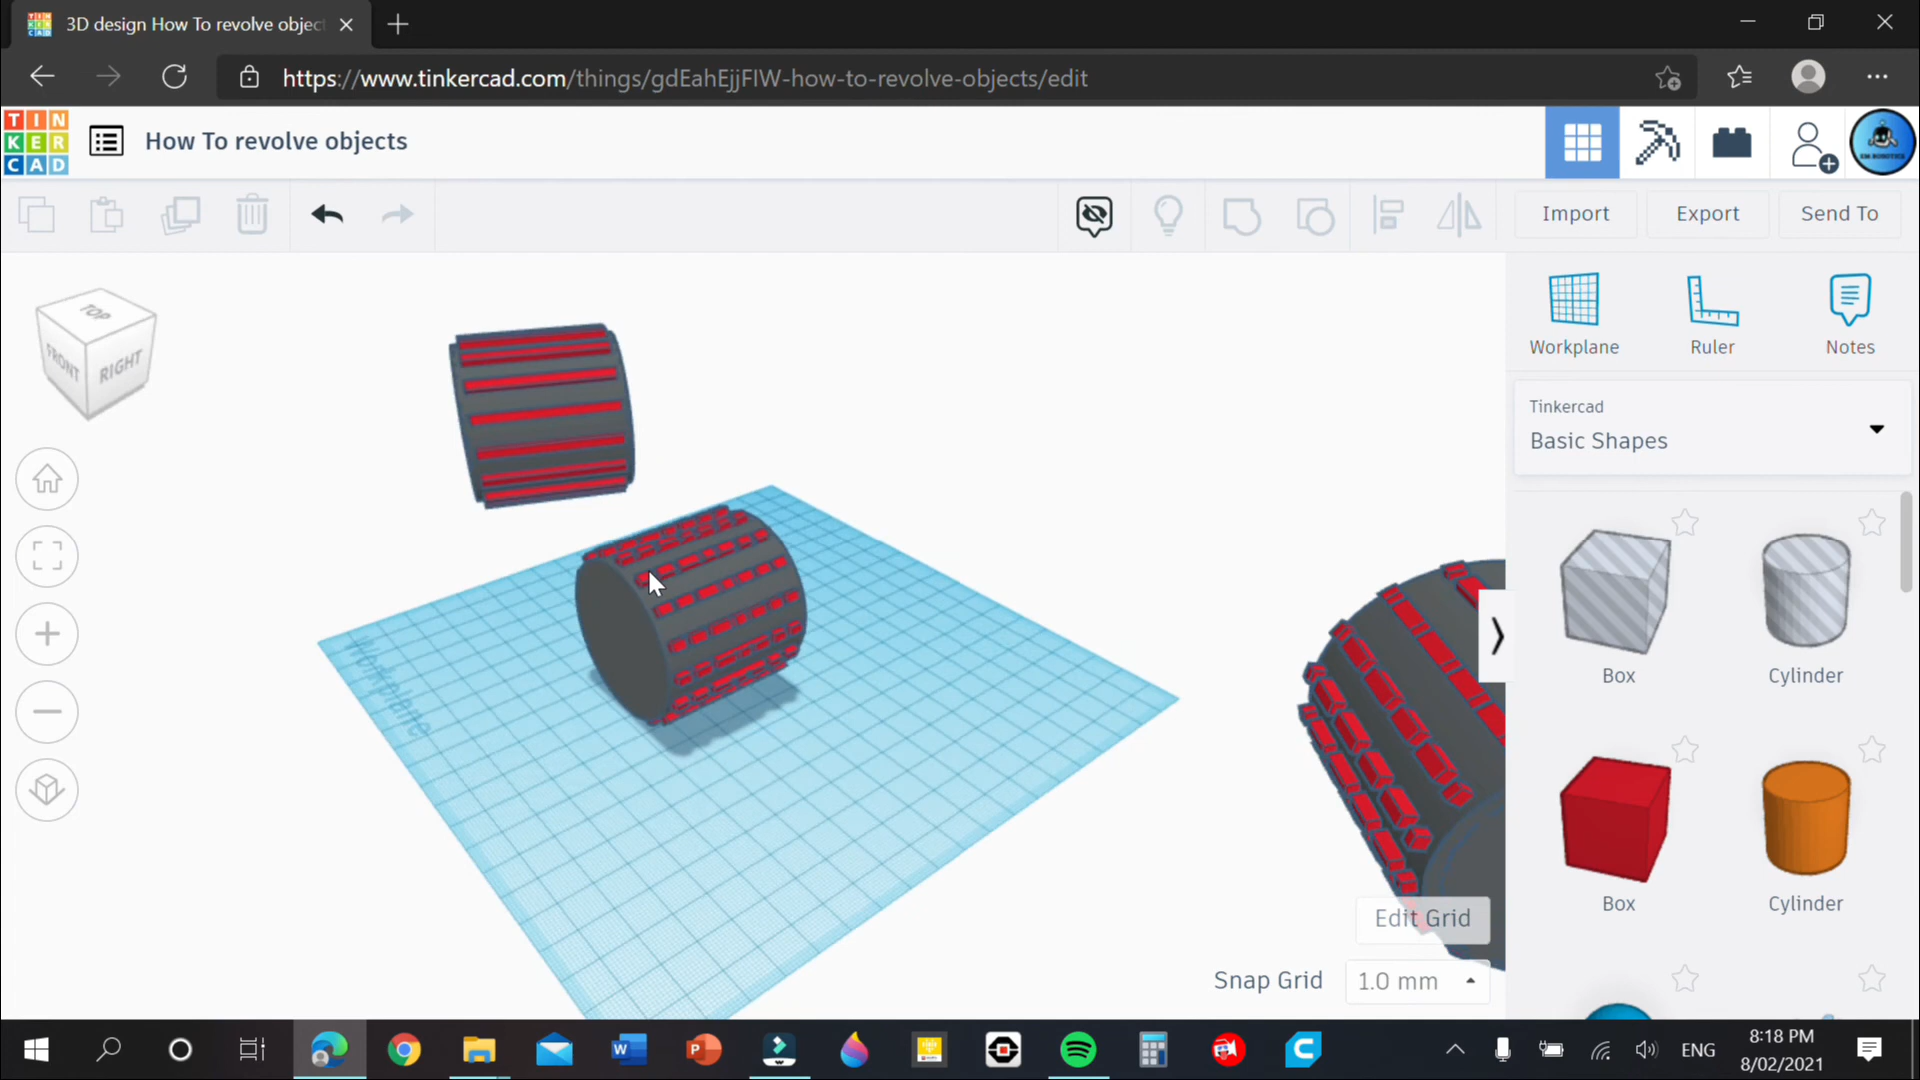 3D design How To revolve objec
https://www.tinkercad.com/things/gdEahEjjFIW-how-to-revolve-objects/edit
TIN
KER
CAD
How To revolve objects
Import
Export
Send To
TOP
FRONT
RIGHT
Workplane
Ruler
Notes
Tinkercad
Basic Shapes
Box
Cylinder
Workplane
Box
Cylinder
Edit Grid
Snap Grid
1.0 mm
ENG
8:18 PM
8/02/2021